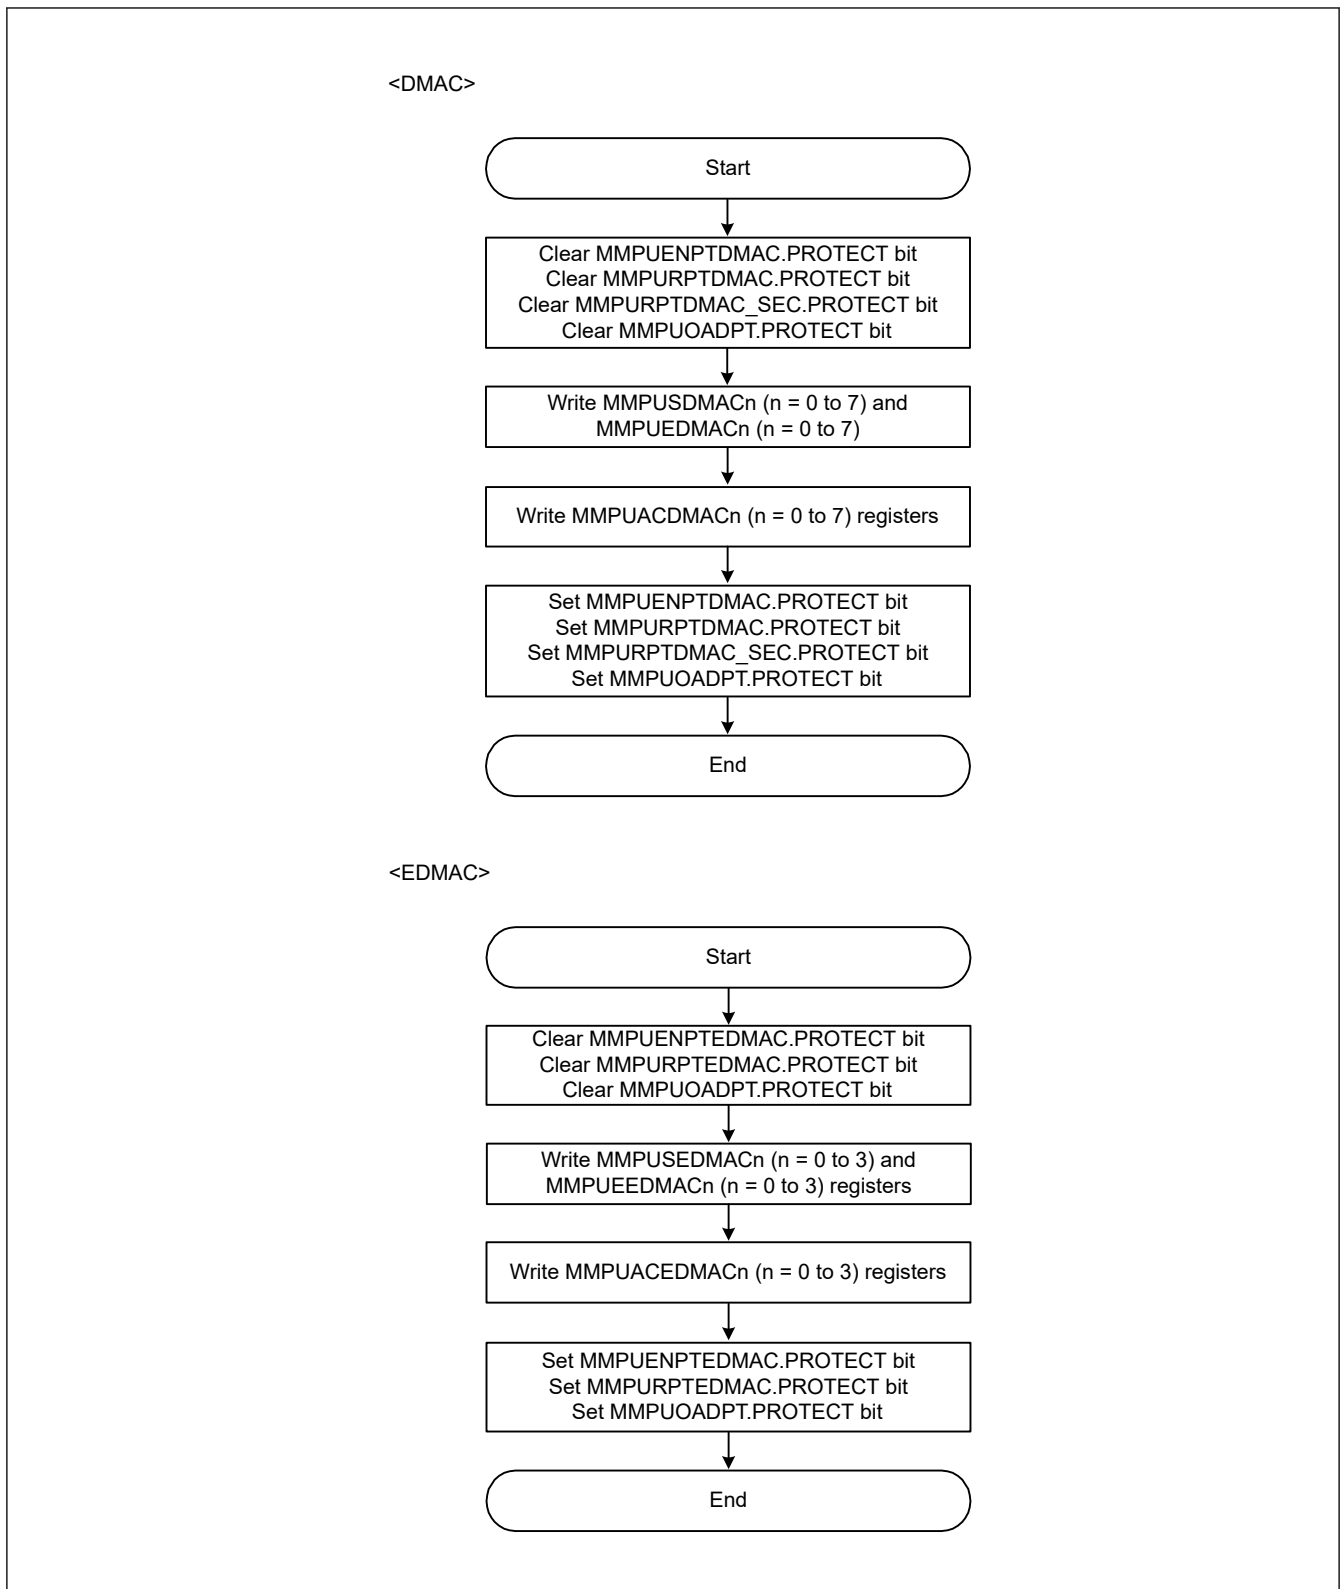 <DMAC>
Start
Clear MMPUENPTDMAC.PROTECT bit
Clear MMPURPTDMAC.PROTECT bit
Clear MMPURPTDMAC_SEC.PROTECT bit
Clear MMPUOADPT.PROTECT bit
Write MMPUSDMACn (n = 0 to 7) and
MMPUEDMACn (n = 0 to 7)
Write MMPUACDMACn (n = 0 to 7) registers
Set MMPUENPTDMAC.PROTECT bit
Set MMPURPTDMAC.PROTECT bit
Set MMPURPTDMAC_SEC.PROTECT bit
Set MMPUOADPT.PROTECT bit
End
<EDMAC>
Start
Clear MMPUENPTEDMAC.PROTECT bit
Clear MMPURPTEDMAC.PROTECT bit
Clear MMPUOADPT.PROTECT bit
Write MMPUSEDMACn (n = 0 to 3) and
MMPUEEDMACn (n = 0 to 3) registers
Write MMPUACEDMACn (n = 0 to 3) registers
Set MMPUENPTEDMAC.PROTECT bit
Set MMPURPTEDMAC.PROTECT bit
Set MMPUOADPT.PROTECT bit
End